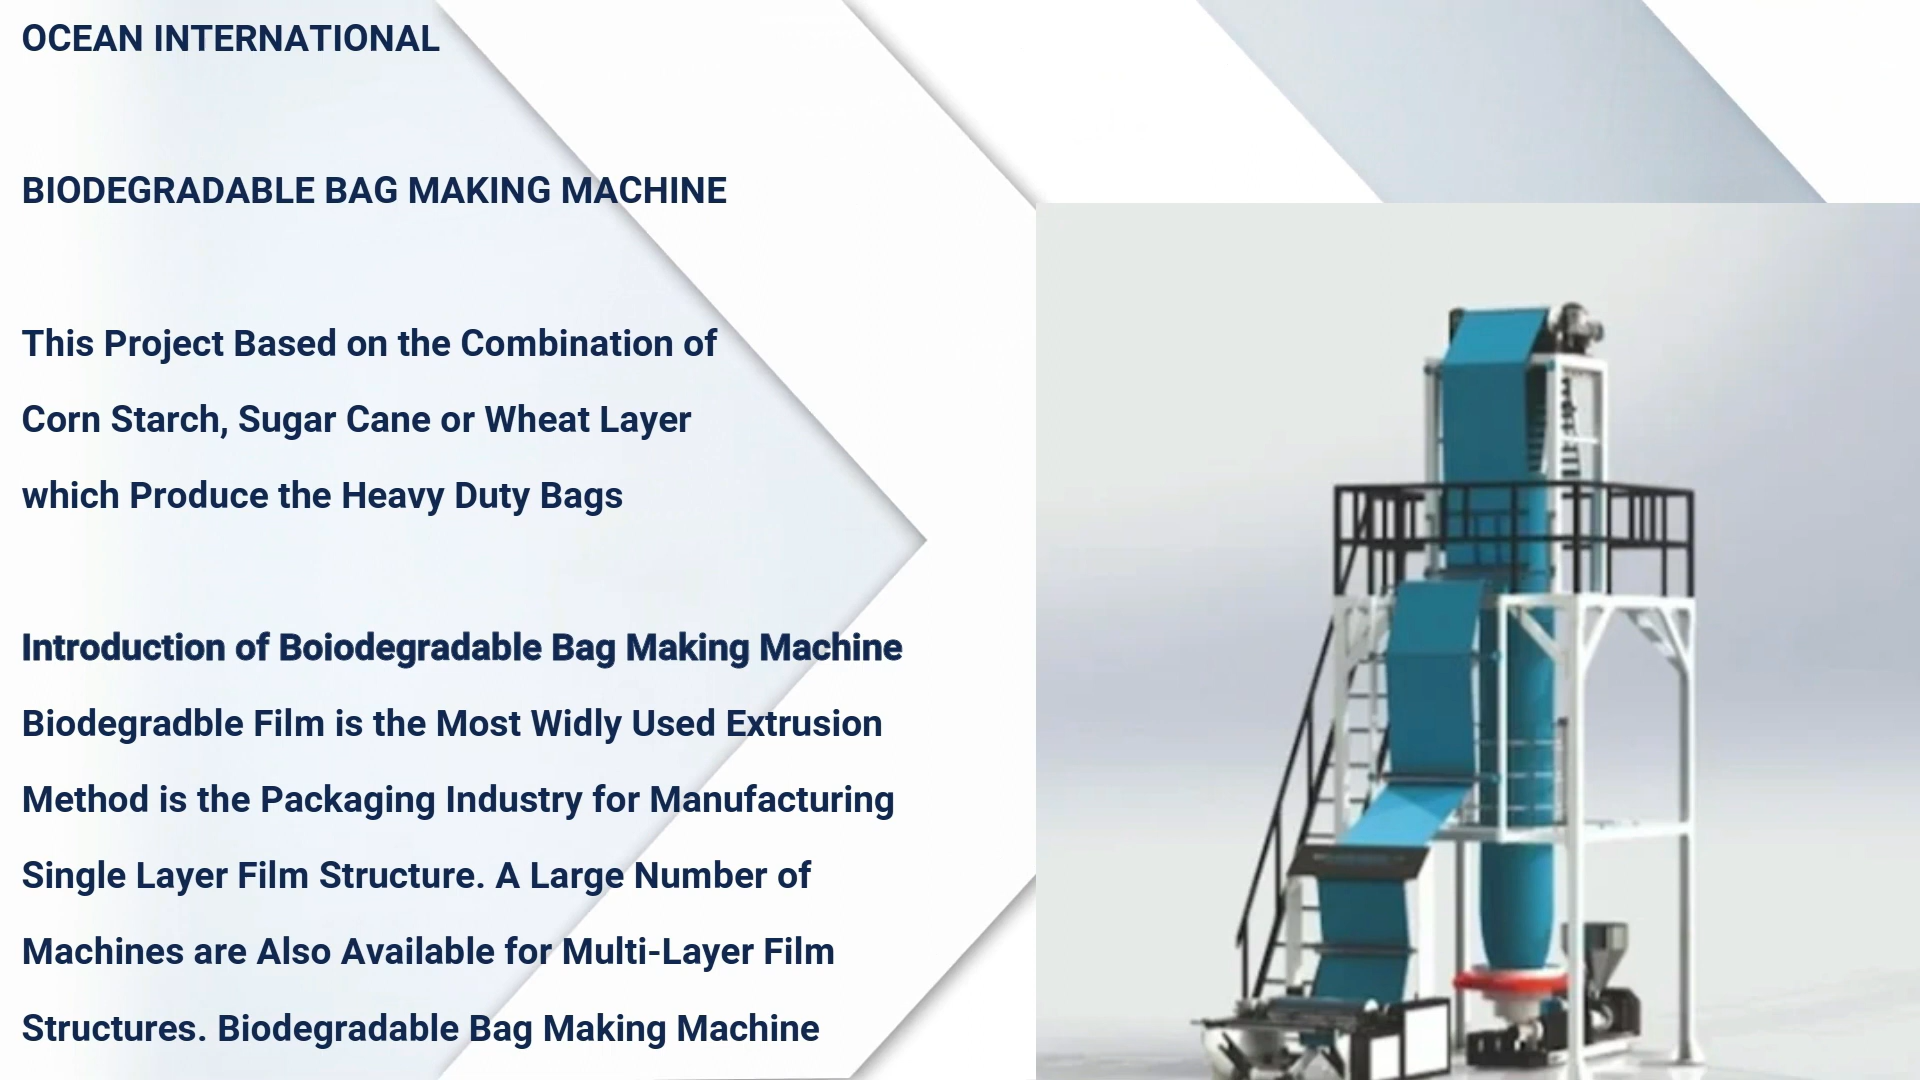 OCEAN INTERNATIONAL
BIODEGRADABLE BAG MAKING MACHINE
This Project Based on the Combination of
Corn Starch, Sugar Cane or Wheat Layer
which Produce the Heavy Duty Bags
Introduction of Boiodegradable Bag Making Machine
Biodegradble Film is the Most Widly Used Extrusion
Method is the Packaging Industry for Manufacturing
Single Layer Film Structure. A Large Number of
Machines are Also Available for Multi-Layer Film
Structures. Biodegradable Bag Making Machine